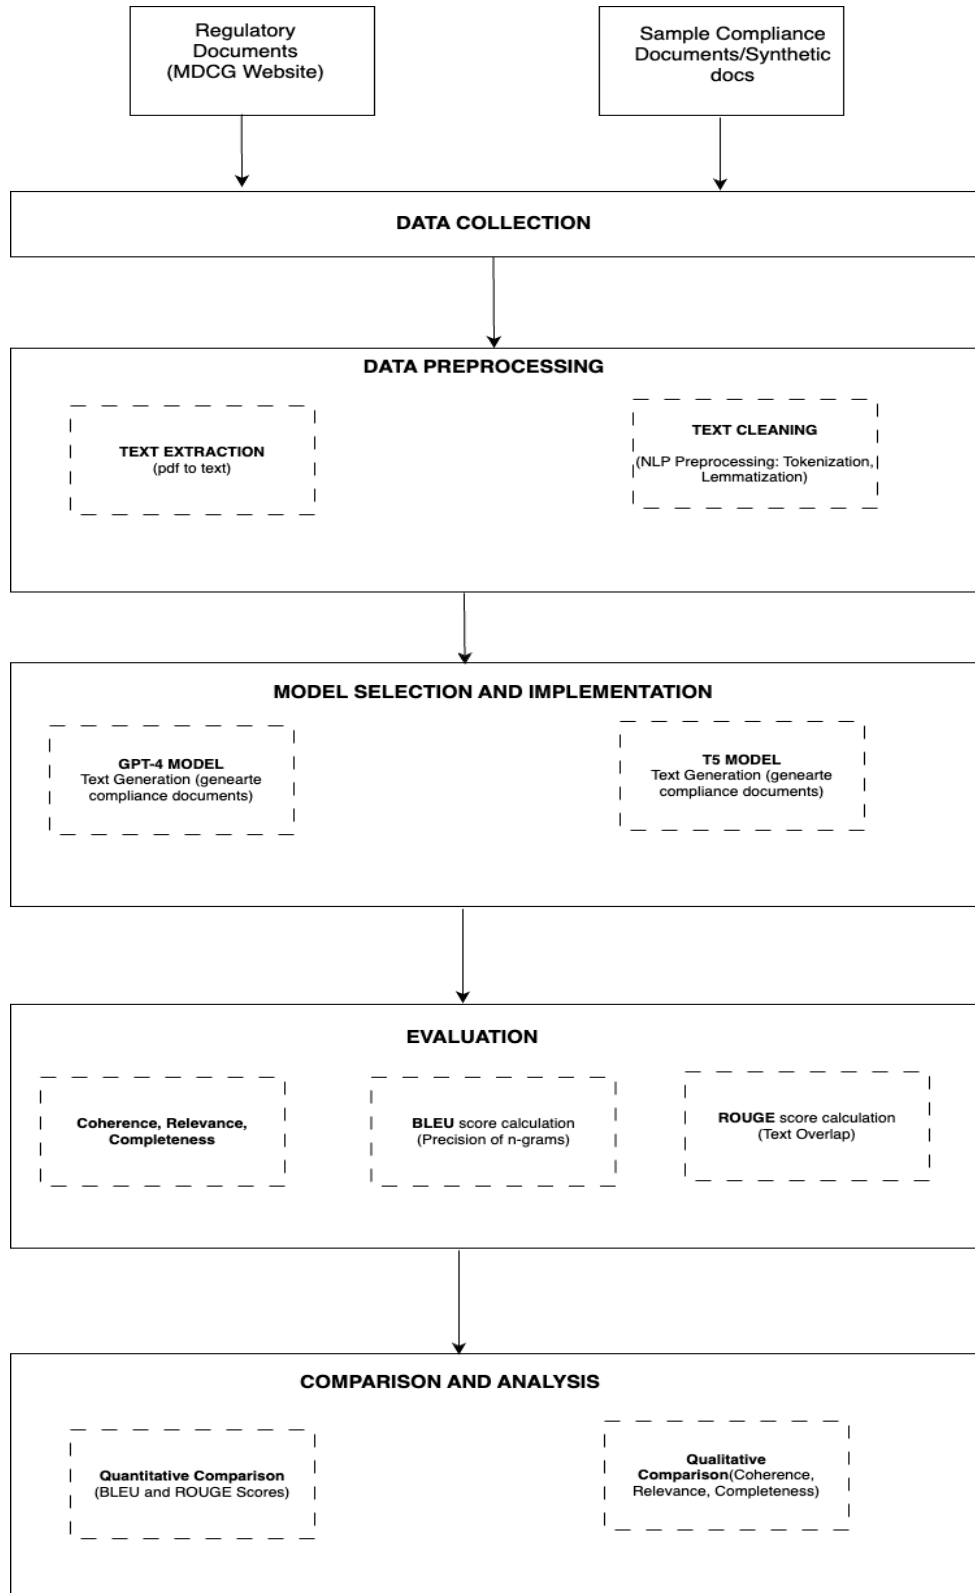 Regulatory
Documents
(MDCG Website)
Sample Compliance
Documents/Synthetic
docs
DATA COLLECTION
DATA PREPROCESSING
TEXT EXTRACTION
(pdf to text)
TEXT CLEANING
(NLP Preprocessing: Tokenization,
Lemmatization)
MODEL SELECTION AND IMPLEMENTATION
GPT-4 MODEL
Text Generation (genearte
compliance documents)
T5 MODEL
Text Generation (genearte
compliance documents)
EVALUATION
Coherence, Relevance,
Completeness
BLEU score calculation
(Precision of n-grams)
ROUGE score calculation
(Text Overlap)
COMPARISON AND ANALYSIS
Quantitative Comparison
(BLEU and ROUGE Scores)
Qualitative
Comparison(Coherence,
Relevance, Completeness)